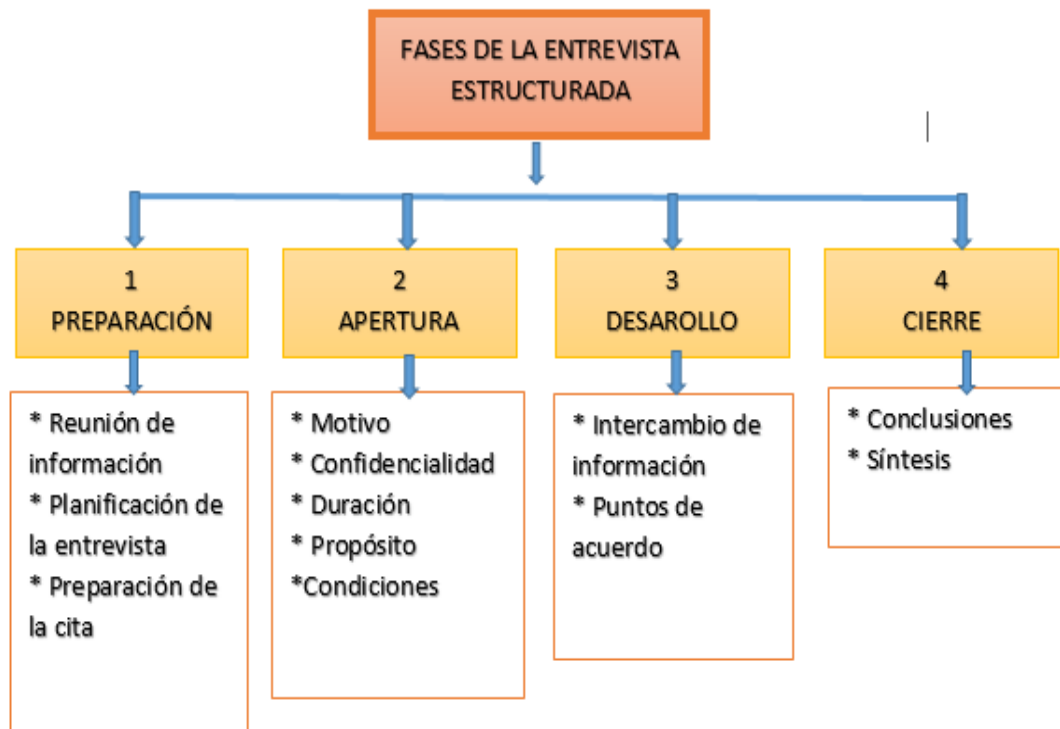 FASES DE LA ENTREVISTA
ESTRUCTURADA
1
PREPARACIÓN
* Reunión de
información
* Planificación de
la entrevista
* Preparación de
la cita
2
APERTURA
* Motivo
* Confidencialidad
* Duración
* Propósito
*Condiciones
3
DESAROLLO
* Intercambio de
información
* Puntos de
acuerdo
4
CIERRE
* Conclusiones
* Síntesis